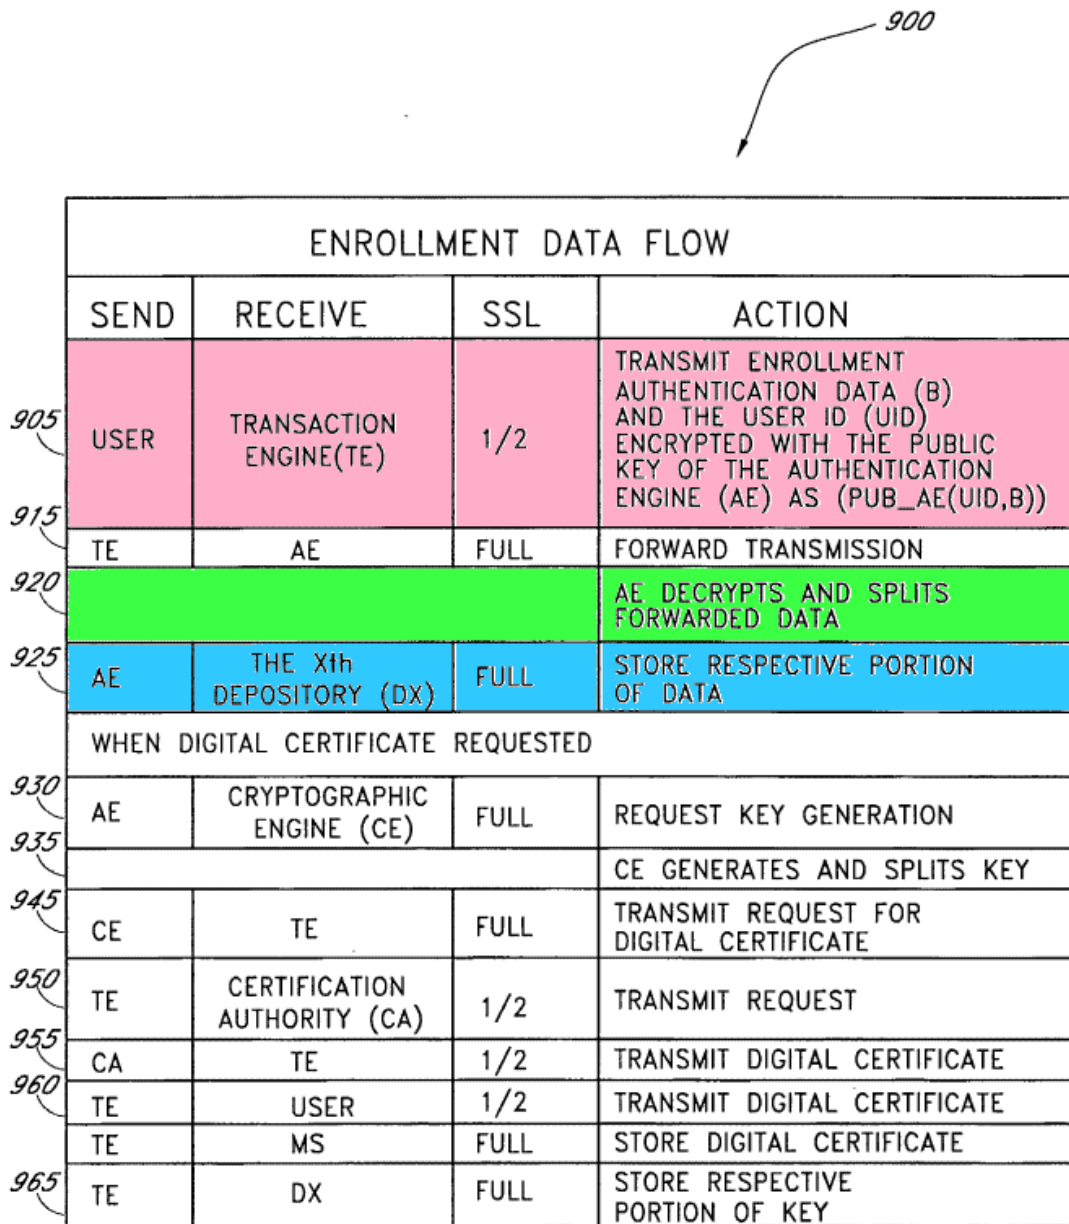 900
ENROLLMENT DATA FLOW
SEND RECEIVE SSL ACTION
905
USER
TRANSACTION
ENGINE(TE)
1/2
TRANSMIT ENROLLMENT
AUTHENTICATION DATA (B)
AND THE USER ID (UID)
ENCRYPTED WITH THE PUBLIC
KEY OF THE AUTHENTICATION
ENGINE (AE) AS (PUB_AE(UID,B))
915
TE AE FULL FORWARD TRANSMISSION
920
AE DECRYPTS AND SPLITS
FORWARDED DATA
925
AE
THE Xth
DEPOSITORY (DX)
FULL
STORE RESPECTIVE PORTION
OF DATA
WHEN DIGITAL CERTIFICATE REQUESTED
930
AE
CRYPTOGRAPHIC
ENGINE (CE)
FULL
REQUEST KEY GENERATION
935
CE GENERATES AND SPLITS KEY
945
CE
TE
FULL
TRANSMIT REQUEST FOR
DIGITAL CERTIFICATE
950
TE
CERTIFICATION
AUTHORITY (CA)
1/2
TRANSMIT REQUEST
955
CA TE 1/2 TRANSMIT DIGITAL CERTIFICATE
960
TE USER 1/2 TRANSMIT DIGITAL CERTIFICATE
TE MS FULL STORE DIGITAL CERTIFICATE
965
TE
DX
FULL
STORE RESPECTIVE
PORTION OF KEY